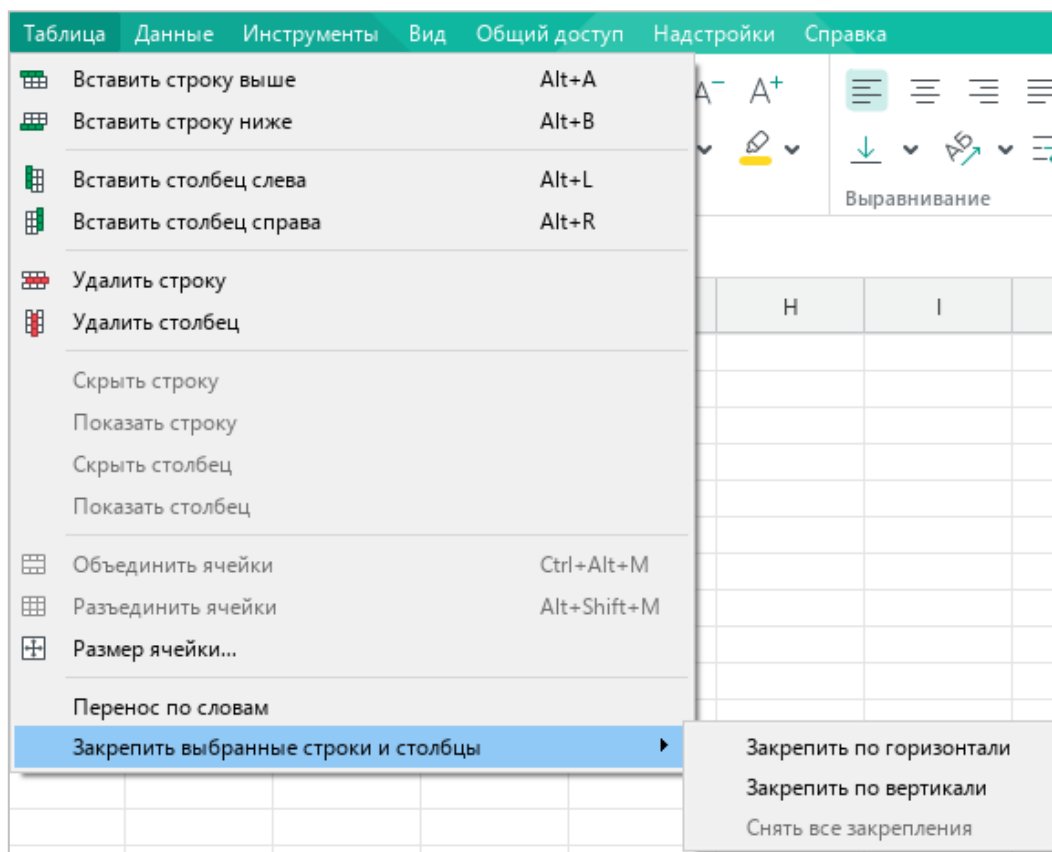 Таблица Данные Инструменты Вид Общий доступ Надстройки Справка
Вставить строку выше Alt+A
Вставить строку ниже Alt+B
Вставить столбец слева Alt+L
Вставить столбец справа Alt+R
Удалить строку
Удалить столбец
Скрыть строку
Показать строку
Скрыть столбец
Показать столбец
Объединить ячейки Ctrl+Alt+M
Разъединить ячейки Alt+Shift+M
Размер ячейки...
Перенос по словам
Закрепить выбранные строки и столбцы
Закрепить по горизонтали
Закрепить по вертикали
Снять все закрепления
A⁻ A⁺
Выравнивание
H I